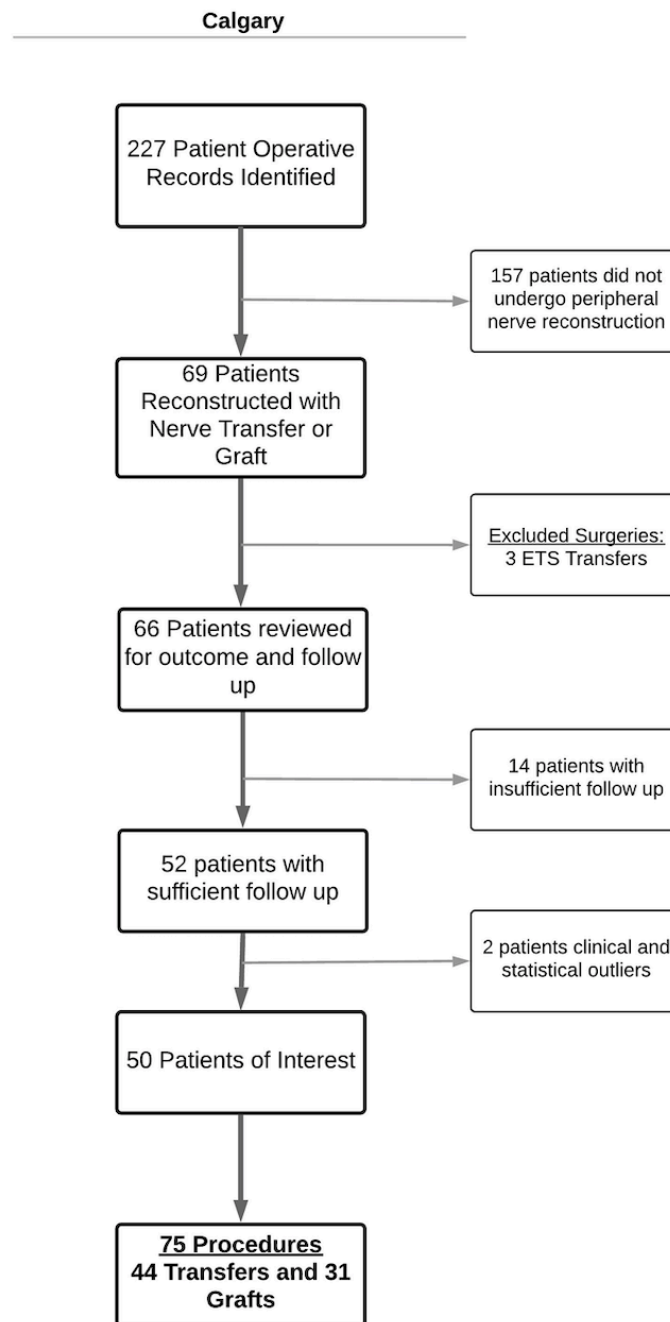 Calgary
227 Patient Operative
Records Identified
157 patients did not
undergo peripheral
nerve reconstruction
69 Patients
Reconstructed with
Nerve Transfer or
Graft
Excluded Surgeries:
3 ETS Transfers
66 Patients reviewed
for outcome and follow
up
14 patients with
insufficient follow up
52 patients with
sufficient follow up
2 patients clinical and
statistical outliers
50 Patients of Interest
75 Procedures
44 Transfers and 31
Grafts